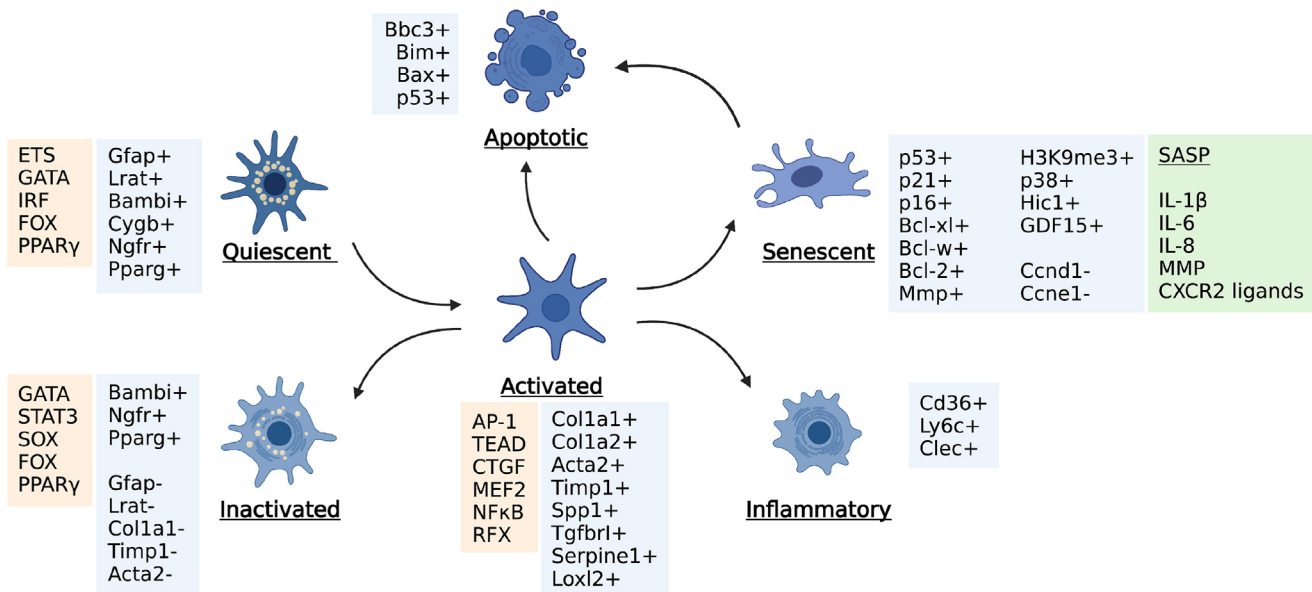 Bbc3+
Bim+
Bax+
p53+
Apoptotic
ETS
GATA
IRF
FOX
PPARγ
Gfap+
Lrat+
Bambi+
Cygb+
Ngfr+
Pparg+
Quiescent
p53+
p21+
p16+
Bcl-xl+
Bcl-w+
Bcl-2+
Mmp+
H3K9me3+
p38+
Hic1+
GDF15+
Ccnd1-
Ccne1-
SASP
IL-1β
IL-6
IL-8
MMP
CXCR2 ligands
Senescent
GATA
STAT3
SOX
FOX
PPARγ
Bambi+
Ngfr+
Pparg+
Gfap-
Lrat-
Col1a1-
Timp1-
Acta2-
Inactivated
Activated
AP-1
TEAD
CTGF
MEF2
NFκB
RFX
Col1a1+
Col1a2+
Acta2+
Timp1+
Spp1+
TgfbrI+
Serpine1+
Loxl2+
Inflammatory
Cd36+
Ly6c+
Clec+